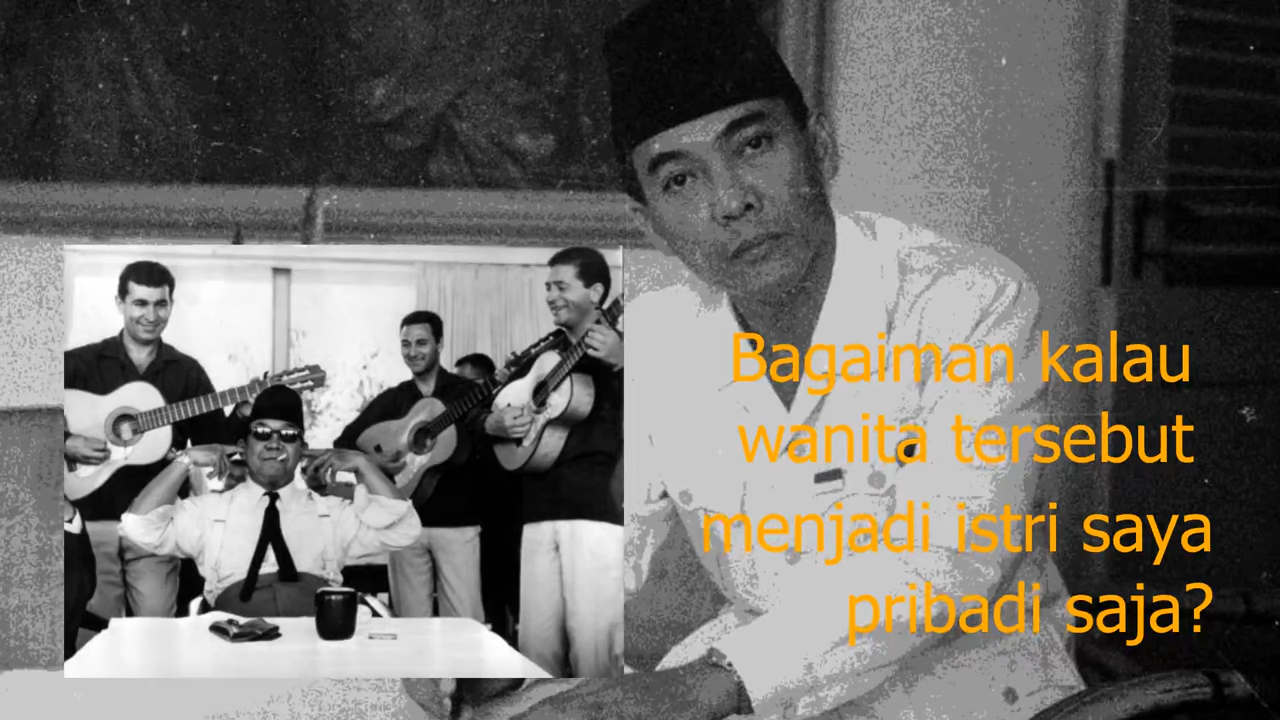 Bagaiman kalau
wanita tersebut
menjadi istri saya
pribadi saja?